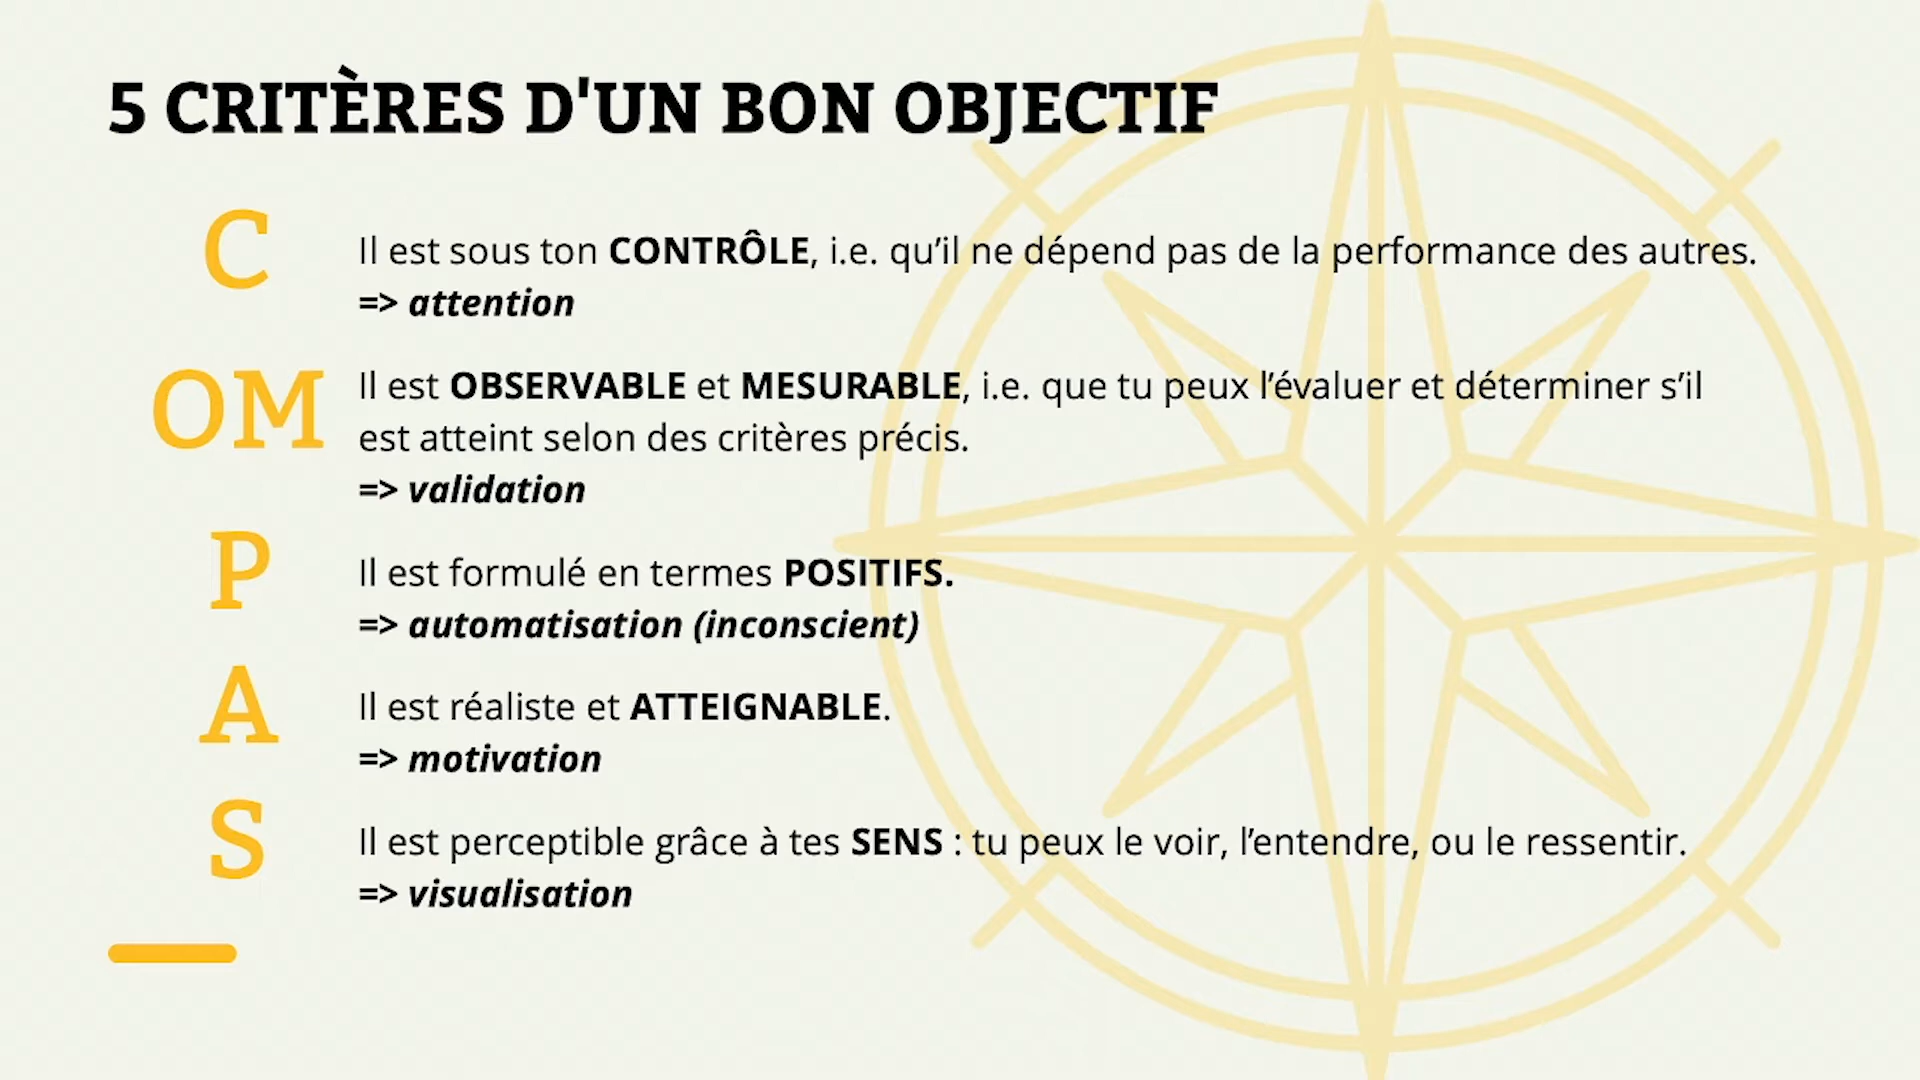 5 CRITÈRES D'UN BON OBJECTIF
C
Il est sous ton CONTRÔLE, i.e. qu’il ne dépend pas de la performance des autres.
=> attention
OM
Il est OBSERVABLE et MESURABLE, i.e. que tu peux l’évaluer et déterminer s’il
est atteint selon des critères précis.
=> validation
P
Il est formulé en termes POSITIFS.
=> automatisation (inconscient)
A
Il est réaliste et ATTEIGNABLE.
=> motivation
S
Il est perceptible grâce à tes SENS : tu peux le voir, l’entendre, ou le ressentir.
=> visualisation